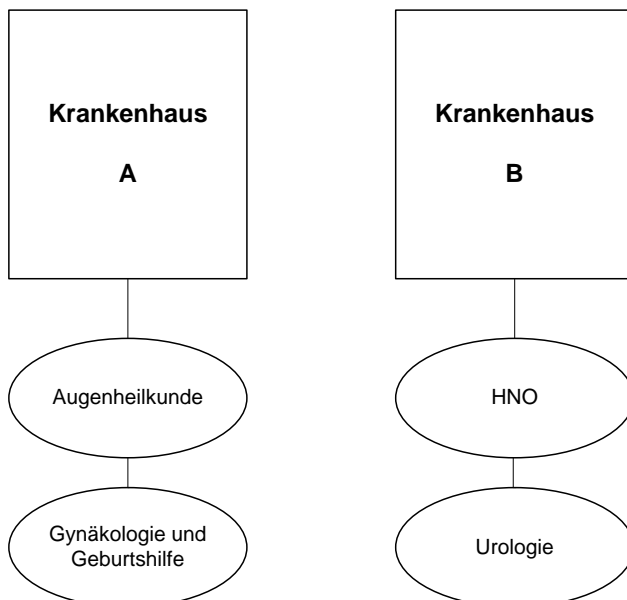 Krankenhaus
A
Krankenhaus
B
Augenheilkunde
HNO
Gynäkologie und
Geburtshilfe
Urologie